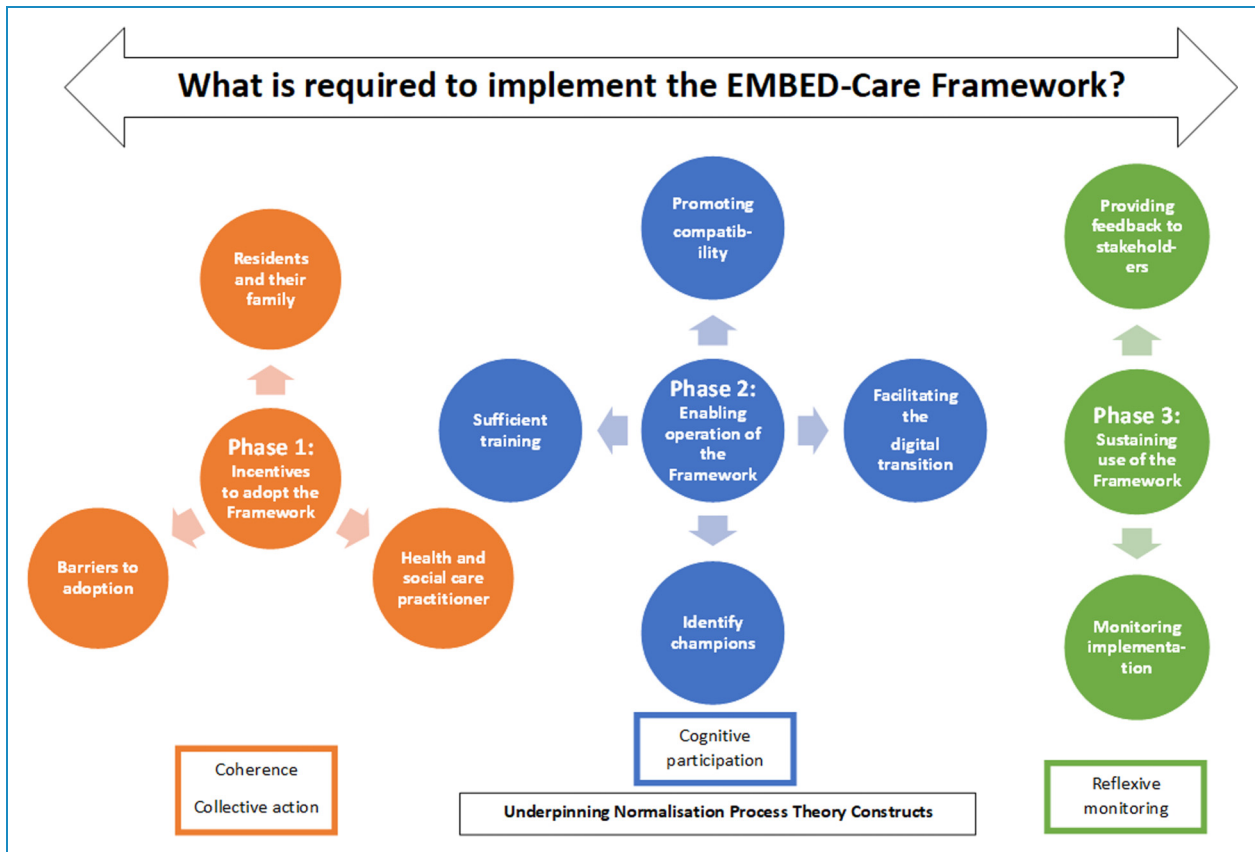 What is required to implement the EMBED-Care Framework?
Residents
and their
family
Phase 1:
Incentives
to adopt the
Framework
Barriers to
adoption
Health and
social care
practitioner
Promoting
compatib-
ility
Sufficient
training
Phase 2:
Enabling
operation of
the
Framework
Facilitating
the
digital
transition
Identify
champions
Providing
feedback to
stakehold-
ers
Phase 3:
Sustaining
use of the
Framework
Monitoring
implementa-
tion
Coherence
Collective action
Cognitive
participation
Reflexive
monitoring
Underpinning Normalisation Process Theory Constructs